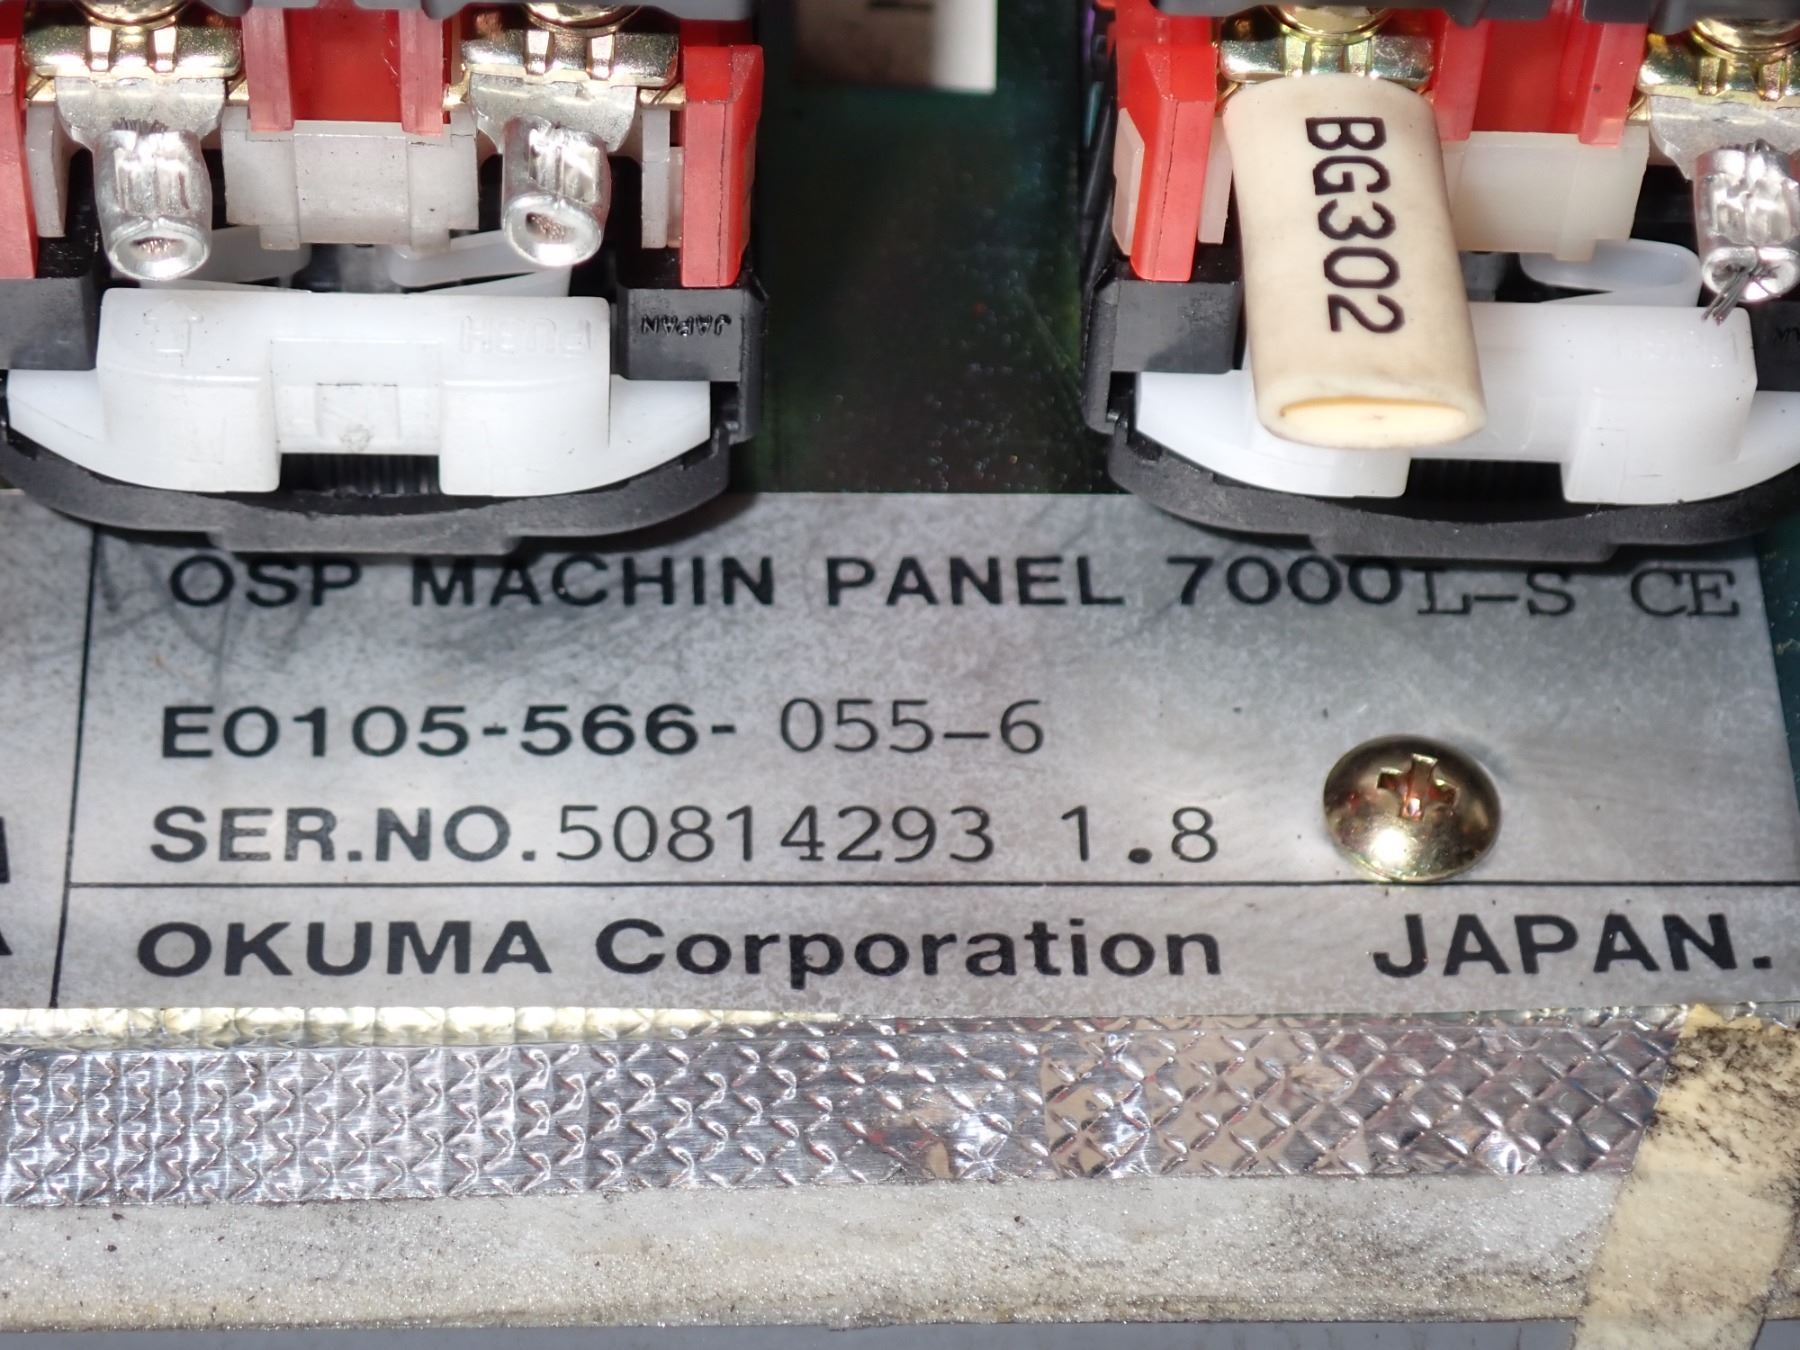 BG302
PUSH
JAPAN
OSP MACHIN PANEL 7000L-S CE
E0105-566-055-6
SER.NO.50814293 1.8
OKUMA Corporation JAPAN.